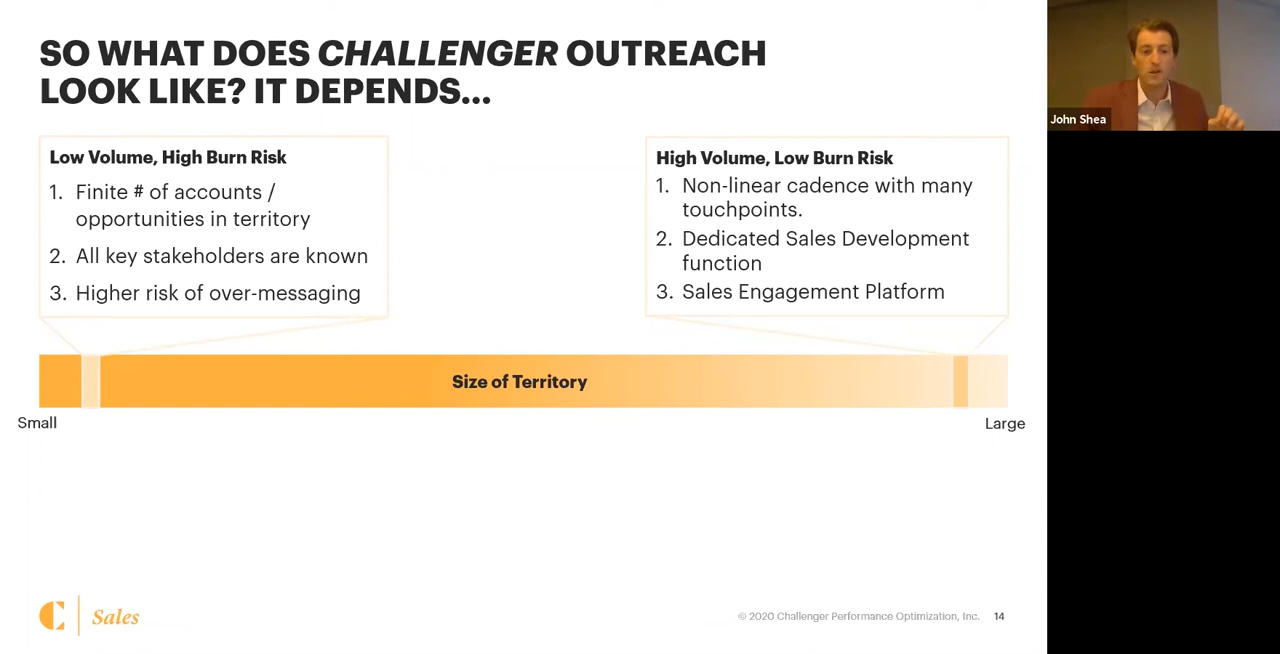 SO WHAT DOES CHALLENGER OUTREACH
LOOK LIKE? IT DEPENDS...
Low Volume, High Burn Risk
1. Finite # of accounts /
opportunities in territory
2. All key stakeholders are known
3. Higher risk of over-messaging
High Volume, Low Burn Risk
1. Non-linear cadence with many
touchpoints.
2. Dedicated Sales Development
function
3. Sales Engagement Platform
Size of Territory
Small
Large
Sales
© 2020 Challenger Performance Optimization, Inc. 14
John Shea